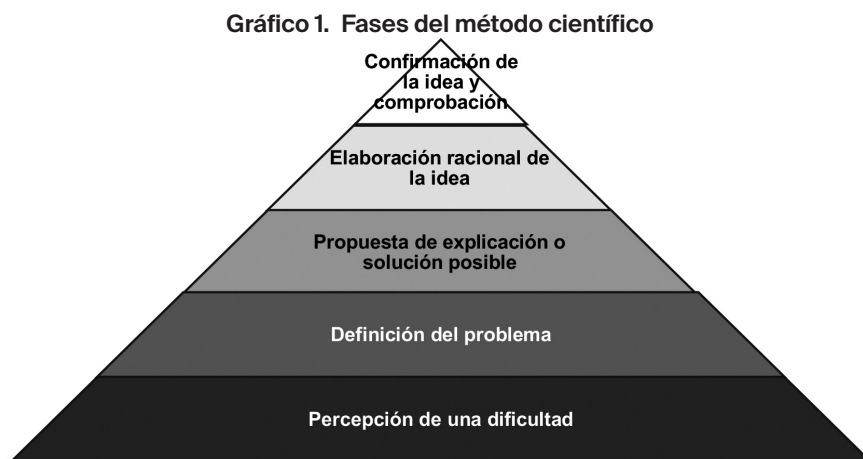 Gráfico 1. Fases del método científico
Confirmación de
la idea y
comprobación
Elaboración racional de
la idea
Propuesta de explicación o
solución posible
Definición del problema
Percepción de una dificultad